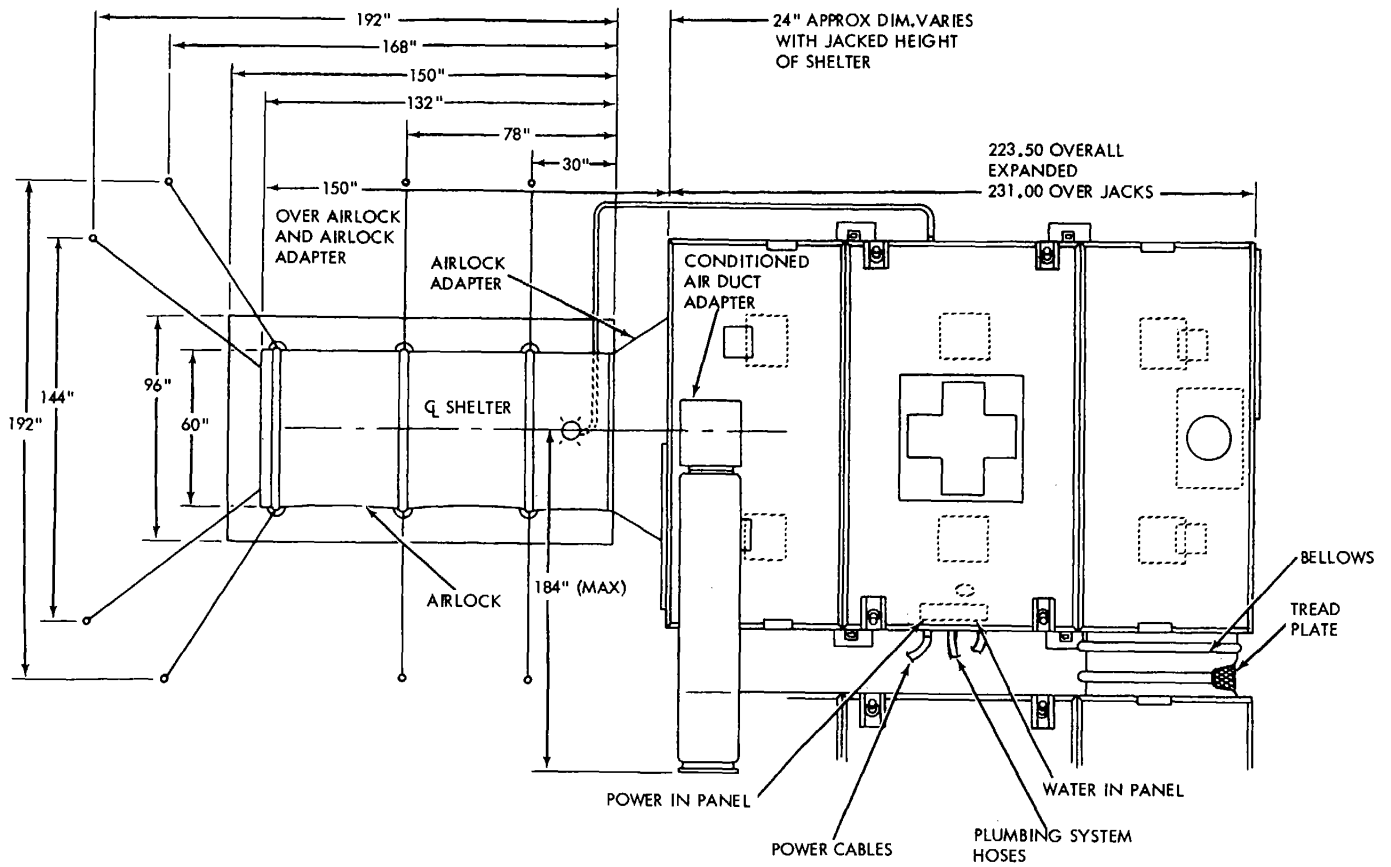 192"
24" APPROX DIM.VARIES
WITH JACKED HEIGHT
OF SHELTER
168"
150"
132"
78"
30"
223.50 OVERALL
EXPANDED
231.00 OVER JACKS
150"
OVER AIRLOCK
AND AIRLOCK
ADAPTER
AIRLOCK
ADAPTER
CONDITIONED
AIR DUCT
ADAPTER
192"
144"
96"
60"
CL SHELTER
184" (MAX)
AIRLOCK
BELLOWS
TREAD
PLATE
POWER IN PANEL
WATER IN PANEL
POWER CABLES
PLUMBING SYSTEM
HOSES